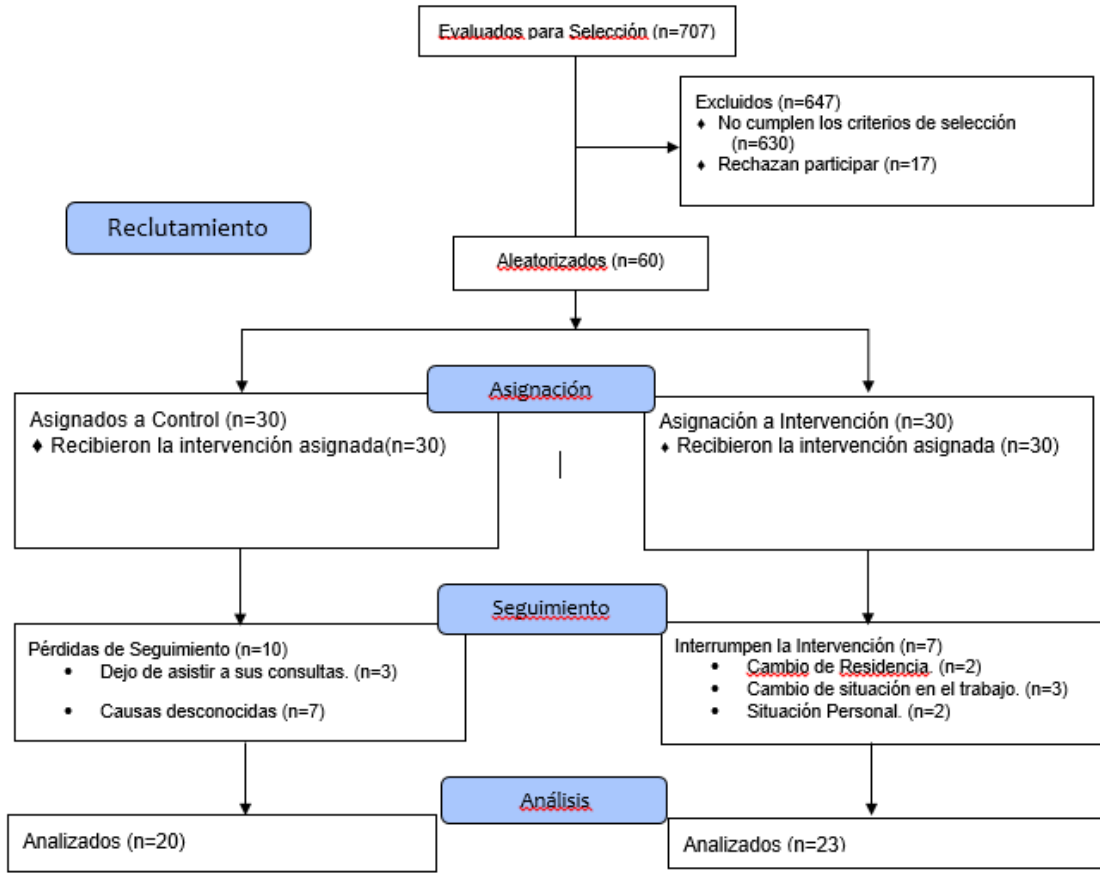 Evaluados para Selección (n=707)
Excluidos (n=647)
♦ No cumplen los criterios de selección
(n=630)
♦ Rechazan participar (n=17)
Reclutamiento
Aleatorizados (n=60)
Asignación
Asignados a Control (n=30)
♦ Recibieron la intervención asignada(n=30)
Asignación a Intervención (n=30)
♦ Recibieron la intervención asignada (n=30)
Seguimiento
Pérdidas de Seguimiento (n=10)
• Dejo de asistir a sus consultas. (n=3)
• Causas desconocidas (n=7)
Interrumpen la Intervención (n=7)
• Cambio de Residencia. (n=2)
• Cambio de situación en el trabajo. (n=3)
• Situación Personal. (n=2)
Análisis
Analizados (n=20)
Analizados (n=23)